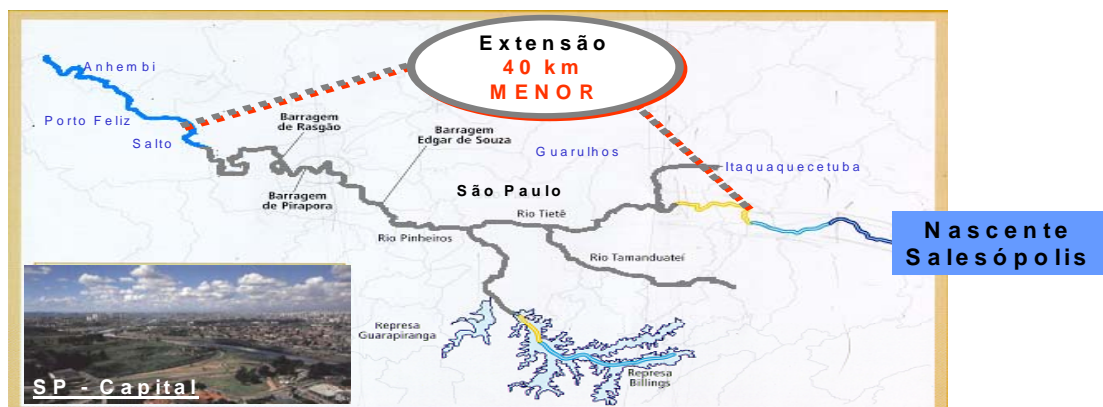 Extensão
40 km
MENOR
Anhembi
Porto Feliz
Salto
Barragem
de Rasgão
Barragem
Edgar de Souza
Guarulhos
Itaquaquecetuba
Barragem
de Pirapora
São Paulo
Rio Tietê
Rio Pinheiros
Rio Tamanduateí
Nascente
Salesópolis
Represa
Guarapiranga
Represa
Billings
SP - Capital